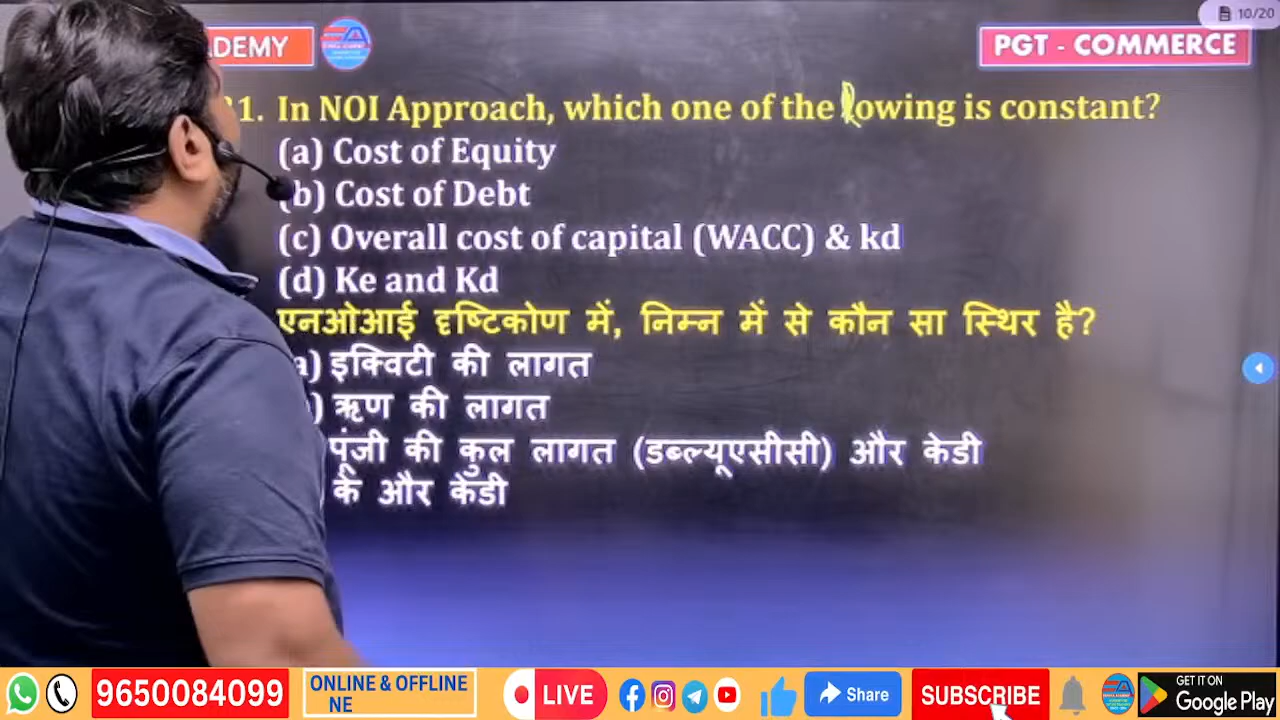 10/20
ADEMY
PGT - COMMERCE
1. In NOI Approach, which one of the lowing is constant?
(a) Cost of Equity
(b) Cost of Debt
(c) Overall cost of capital (WACC) & kd
(d) Ke and Kd
एनओआई दृष्टिकोण में, निम्न में से कौन सा स्थिर है?
a) इक्विटी की लागत
) ऋण की लागत
पूंजी की कुल लागत (डब्ल्यूएसीसी) और केडी
के और केडी
9650084099
ONLINE & OFFLINE
NE
LIVE
Share
SUBSCRIBE
GET IT ON
Google Play